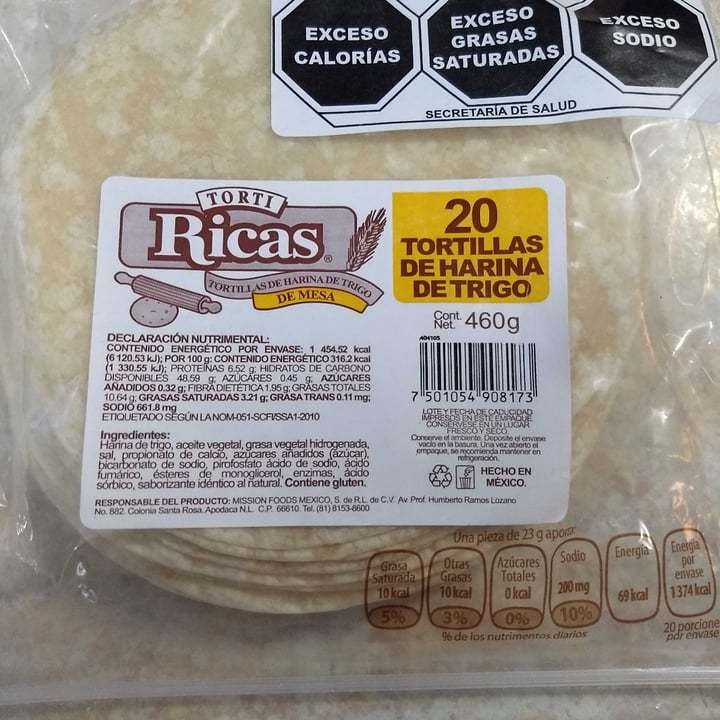 EXCESO
CALORÍAS
EXCESO
GRASAS
SATURADAS
EXCESO
SODIO
SECRETARÍA DE SALUD
TORTI
Ricas®
TORTILLAS DE HARINA DE TRIGO
DE MESA
20
TORTILLAS
DE HARINA
DE TRIGO
Cont.
Net. 460g
DECLARACIÓN NUTRIMENTAL:
CONTENIDO ENERGÉTICO POR ENVASE: 1 454.52 kcal
(6 120.53 kJ); POR 100 g: CONTENIDO ENERGÉTICO 316.2 kcal
(1 330.55 kJ); PROTEÍNAS 6.52 g; HIDRATOS DE CARBONO
DISPONIBLES 48.59 g; AZÚCARES 0.45 g; AZÚCARES
AÑADIDOS 0.32 g; FIBRA DIETÉTICA 1.95 g; GRASAS TOTALES
10.64 g; GRASAS SATURADAS 3.21 g; GRASA TRANS 0.11 mg;
SODIO 661.8 mg
ETIQUETADO SEGÚN LA NOM-051-SCFI/SSA1-2010
404105
7 501054 908173
LOTE Y FECHA DE CADUCIDAD
IMPRESOS EN ESTE EMPAQUE.
CONSÉRVESE EN UN LUGAR
FRESCO Y SECO.
Conserve el ambiente. Deposite el envase
vacío en la basura. Una vez abierto el
empaque, se recomienda mantener en
refrigeración.
HECHO EN
MÉXICO.
Ingredientes:
Harina de trigo, aceite vegetal, grasa vegetal hidrogenada,
sal, propionato de calcio, azúcares añadidos (azúcar),
bicarbonato de sodio, pirofosfato ácido de sodio, ácido
fumárico, ésteres de monoglicerol, enzimas, ácido
sórbico, saborizante idéntico al natural. Contiene gluten.
RESPONSABLE DEL PRODUCTO: MISSION FOODS MEXICO, S. de R.L. de C.V. Av. Prof. Humberto Ramos Lozano
No. 882. Colonia Santa Rosa. Apodaca N.L. C.P. 66610. Tel. (81) 8153-8600
Una pieza de 23 g aporta:
Grasa
Saturada
10 kcal
5%
Otras
Grasas
10 kcal
3%
Azúcares
Totales
0 kcal
0%
Sodio
200 mg
10%
Energía
69 kcal
Energía
por
envase
1 374 kcal
% de los nutrimentos diarios
20 porciones
por envase